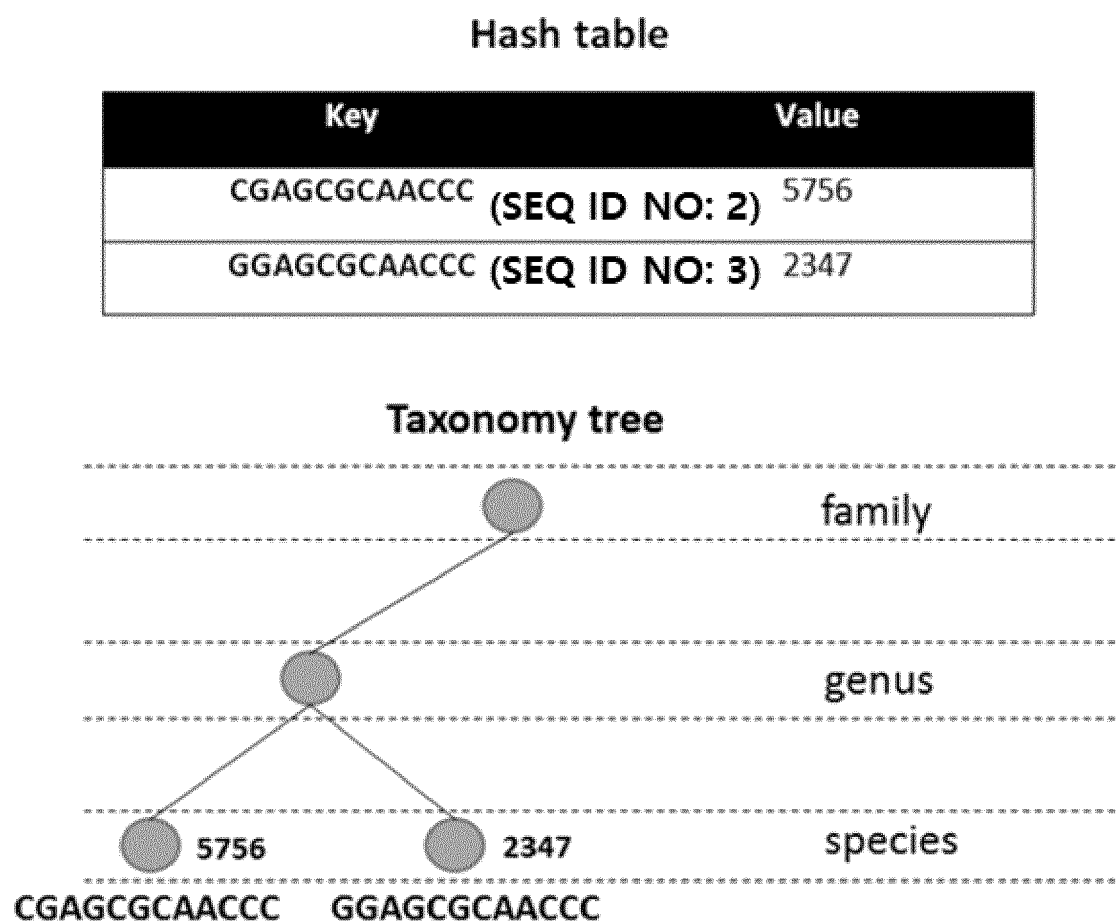 Hash table
Key Value
CGAGCGCAACCC (SEQ ID NO: 2) 5756
GGAGCGCAACCC (SEQ ID NO: 3) 2347
Taxonomy tree
family
genus
5756 2347 species
CGAGCGCAACCC GGAGCGCAACCC